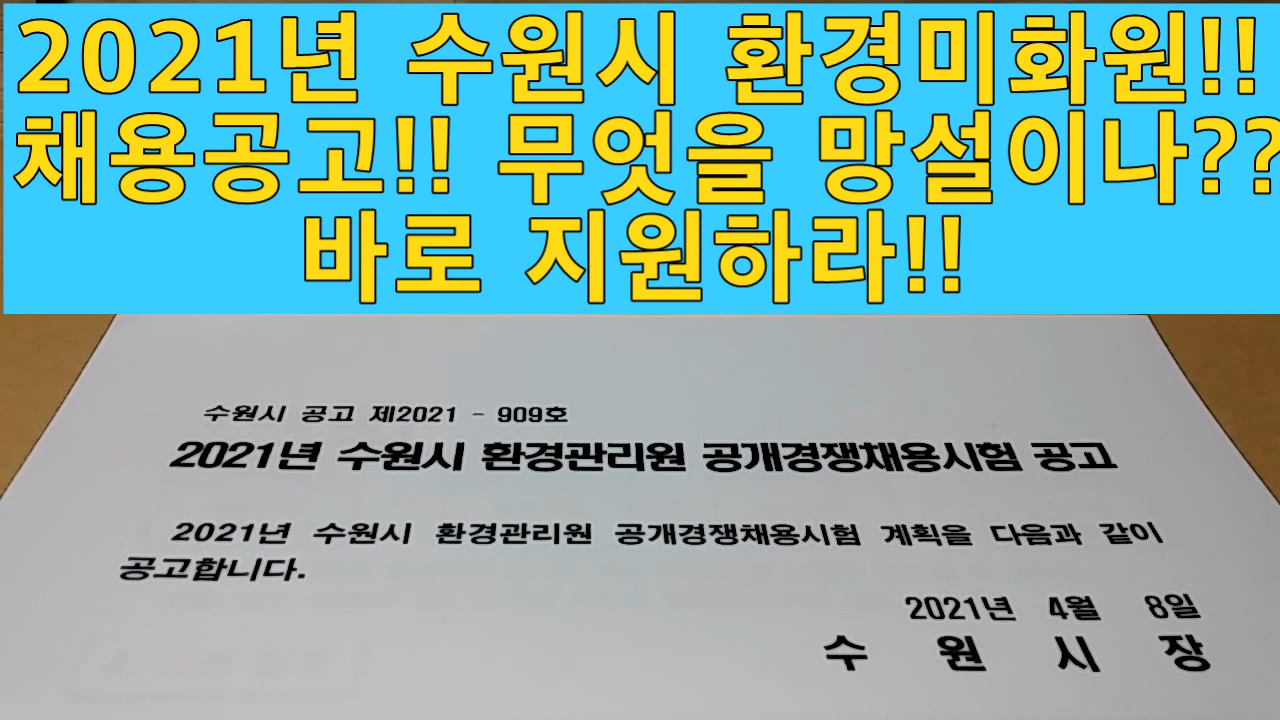 2021년 수원시 환경미화원!!
채용공고!! 무엇을 망설이나??
바로 지원하라!!
수원시 공고 제2021 - 909호
2021년 수원시 환경관리원 공개경쟁채용시험 공고
2021년 수원시 환경관리원 공개경쟁채용시험 계획을 다음과 같이
공고합니다.
2021년 4월 8일
수 원 시 장